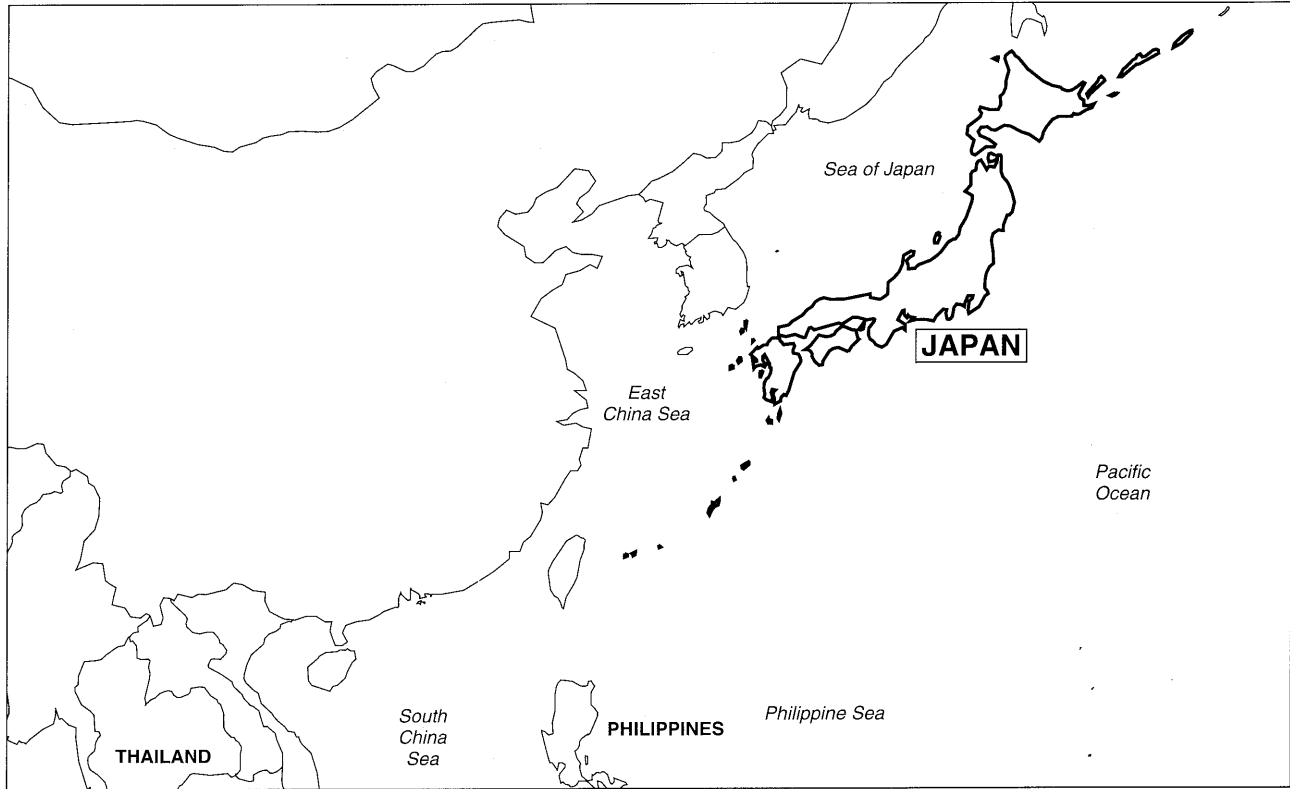 Sea of Japan
JAPAN
East
China Sea
Pacific
Ocean
South
China
Sea
PHILIPPINES
Philippine Sea
THAILAND